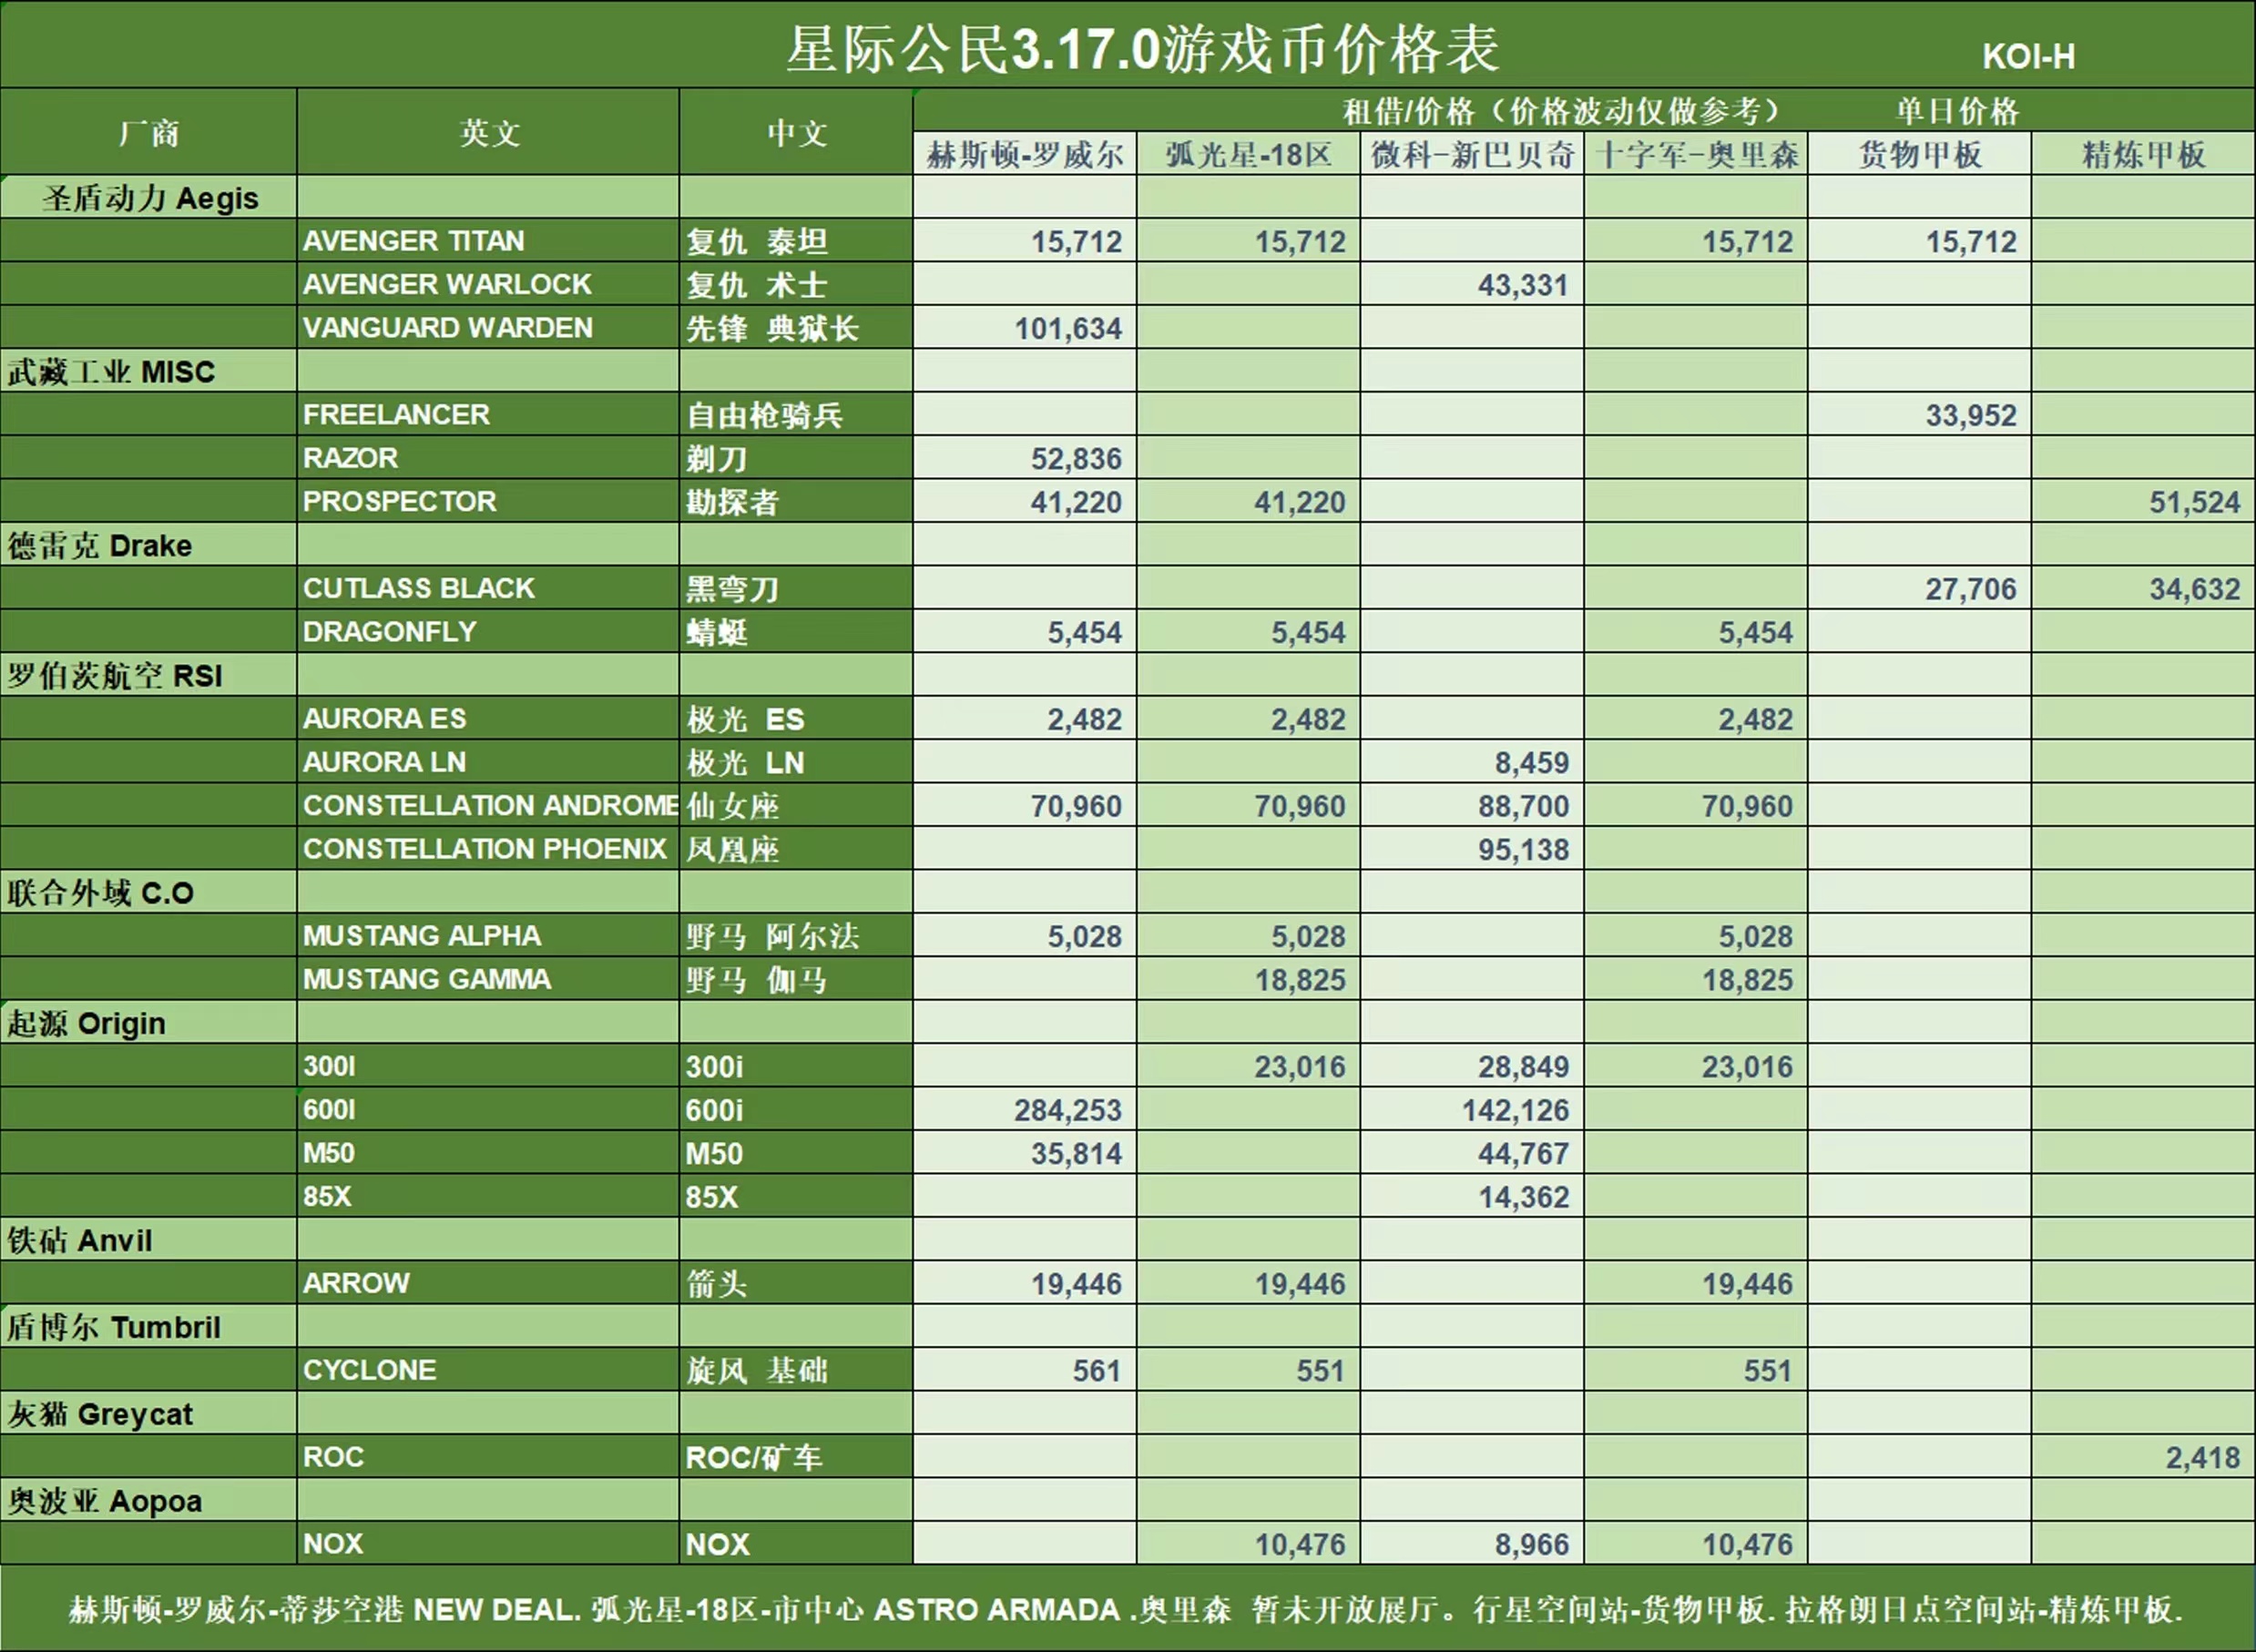 星际公民3.17.0游戏币价格表 KOI-H
厂商 英文 中文 租借/价格（价格波动仅做参考） 单日价格
赫斯顿-罗威尔 弧光星-18区 微科-新巴贝奇 十字军-奥里森 货物甲板 精炼甲板
圣盾动力 Aegis
AVENGER TITAN 复仇 泰坦 15,712 15,712 15,712 15,712
AVENGER WARLOCK 复仇 术士 43,331
VANGUARD WARDEN 先锋 典狱长 101,634
武藏工业 MISC
FREELANCER 自由枪骑兵 33,952
RAZOR 剃刀 52,836
PROSPECTOR 勘探者 41,220 41,220 51,524
德雷克 Drake
CUTLASS BLACK 黑弯刀 27,706 34,632
DRAGONFLY 蜻蜓 5,454 5,454 5,454
罗伯茨航空 RSI
AURORA ES 极光 ES 2,482 2,482 2,482
AURORA LN 极光 LN 8,459
CONSTELLATION ANDROME 仙女座 70,960 70,960 88,700 70,960
CONSTELLATION PHOENIX 凤凰座 95,138
联合外域 C.O
MUSTANG ALPHA 野马 阿尔法 5,028 5,028 5,028
MUSTANG GAMMA 野马 伽马 18,825 18,825
起源 Origin
300I 300i 23,016 28,849 23,016
600I 600i 284,253 142,126
M50 M50 35,814 44,767
85X 85X 14,362
铁砧 Anvil
ARROW 箭头 19,446 19,446 19,446
盾博尔 Tumbril
CYCLONE 旋风 基础 561 551 551
灰猫 Greycat
ROC ROC/矿车 2,418
奥波亚 Aopoa
NOX NOX 10,476 8,966 10,476
赫斯顿-罗威尔-蒂莎空港 NEW DEAL. 弧光星-18区-市中心 ASTRO ARMADA .奥里森 暂未开放展厅。行星空间站-货物甲板. 拉格朗日点空间站-精炼甲板.